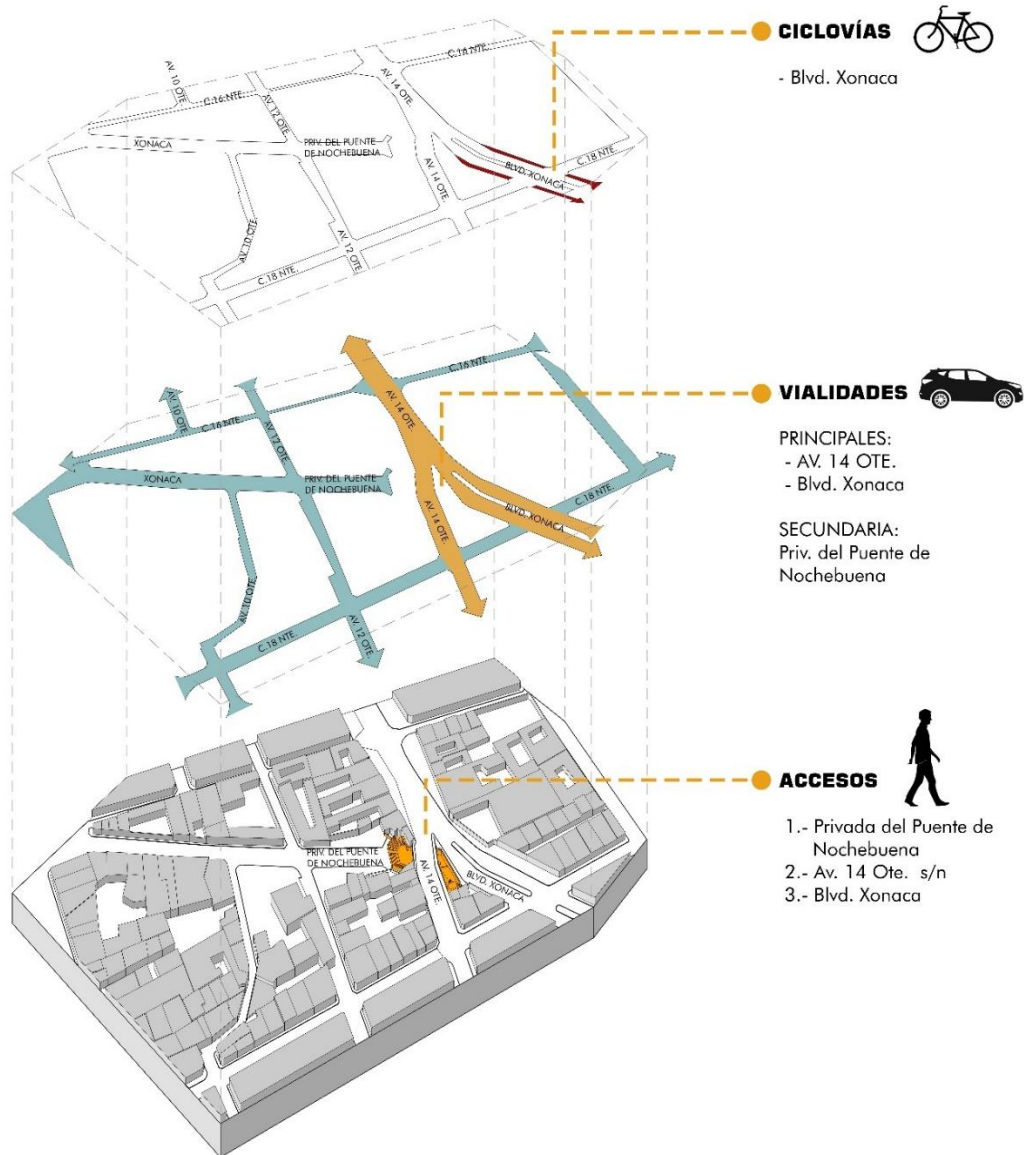 CICLOVÍAS
- Blvd. Xonaca
C.16 NTE.
AV. 14 OTE.
AV. 10 OTE.
C.16 NTE.
AV. 12 OTE.
XONACA
PRIV. DEL PUENTE
DE NOCHEBUENA
BLVD. XONACA
C.18 NTE.
AV. 14 OTE.
AV. 10 OTE.
AV. 12 OTE.
C.18 NTE.
VIALIDADES
PRINCIPALES:
- AV. 14 OTE.
- Blvd. Xonaca
SECUNDARIA:
Priv. del Puente de
Nochebuena
C.16 NTE.
AV. 14 OTE.
AV. 10 OTE.
C.16 NTE.
AV. 12 OTE.
XONACA
PRIV. DEL PUENTE
DE NOCHEBUENA
BLVD. XONACA
C.18 NTE.
AV. 14 OTE.
AV. 10 OTE.
AV. 12 OTE.
C.18 NTE.
ACCESOS
1.- Privada del Puente de
Nochebuena
2.- Av. 14 Ote. s/n
3.- Blvd. Xonaca
PRIV. DEL PUENTE
DE NOCHEBUENA
AV. 14 OTE.
BLVD. XONACA